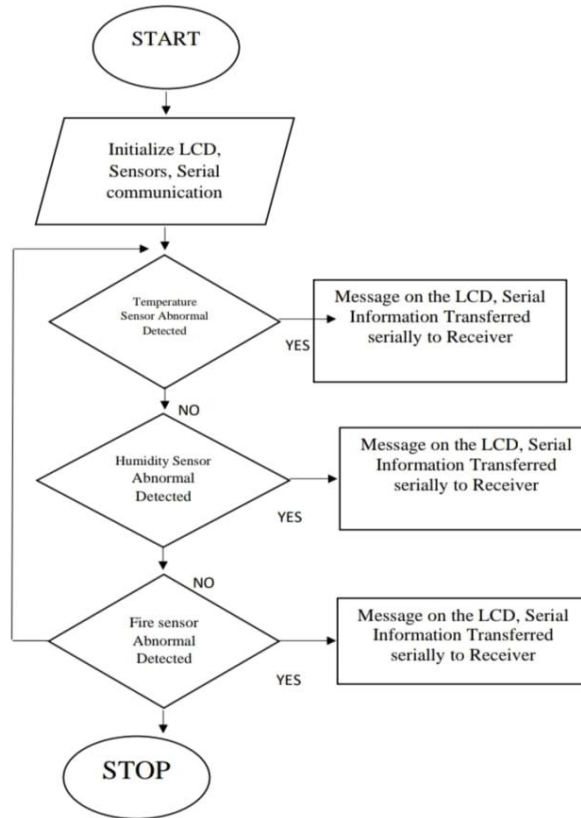 START
Initialize LCD,
Sensors, Serial
communication
Temperature
Sensor Abnormal
Detected
YES
Message on the LCD, Serial
Information Transferred
serially to Receiver
NO
Humidity Sensor
Abnormal
Detected
YES
Message on the LCD, Serial
Information Transferred
serially to Receiver
NO
Fire sensor
Abnormal
Detected
YES
Message on the LCD, Serial
Information Transferred
serially to Receiver
STOP